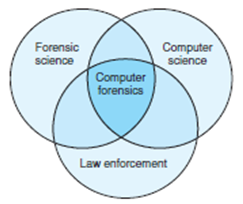 Forensic
science
Computer
science
Computer
forensics
Law enforcement